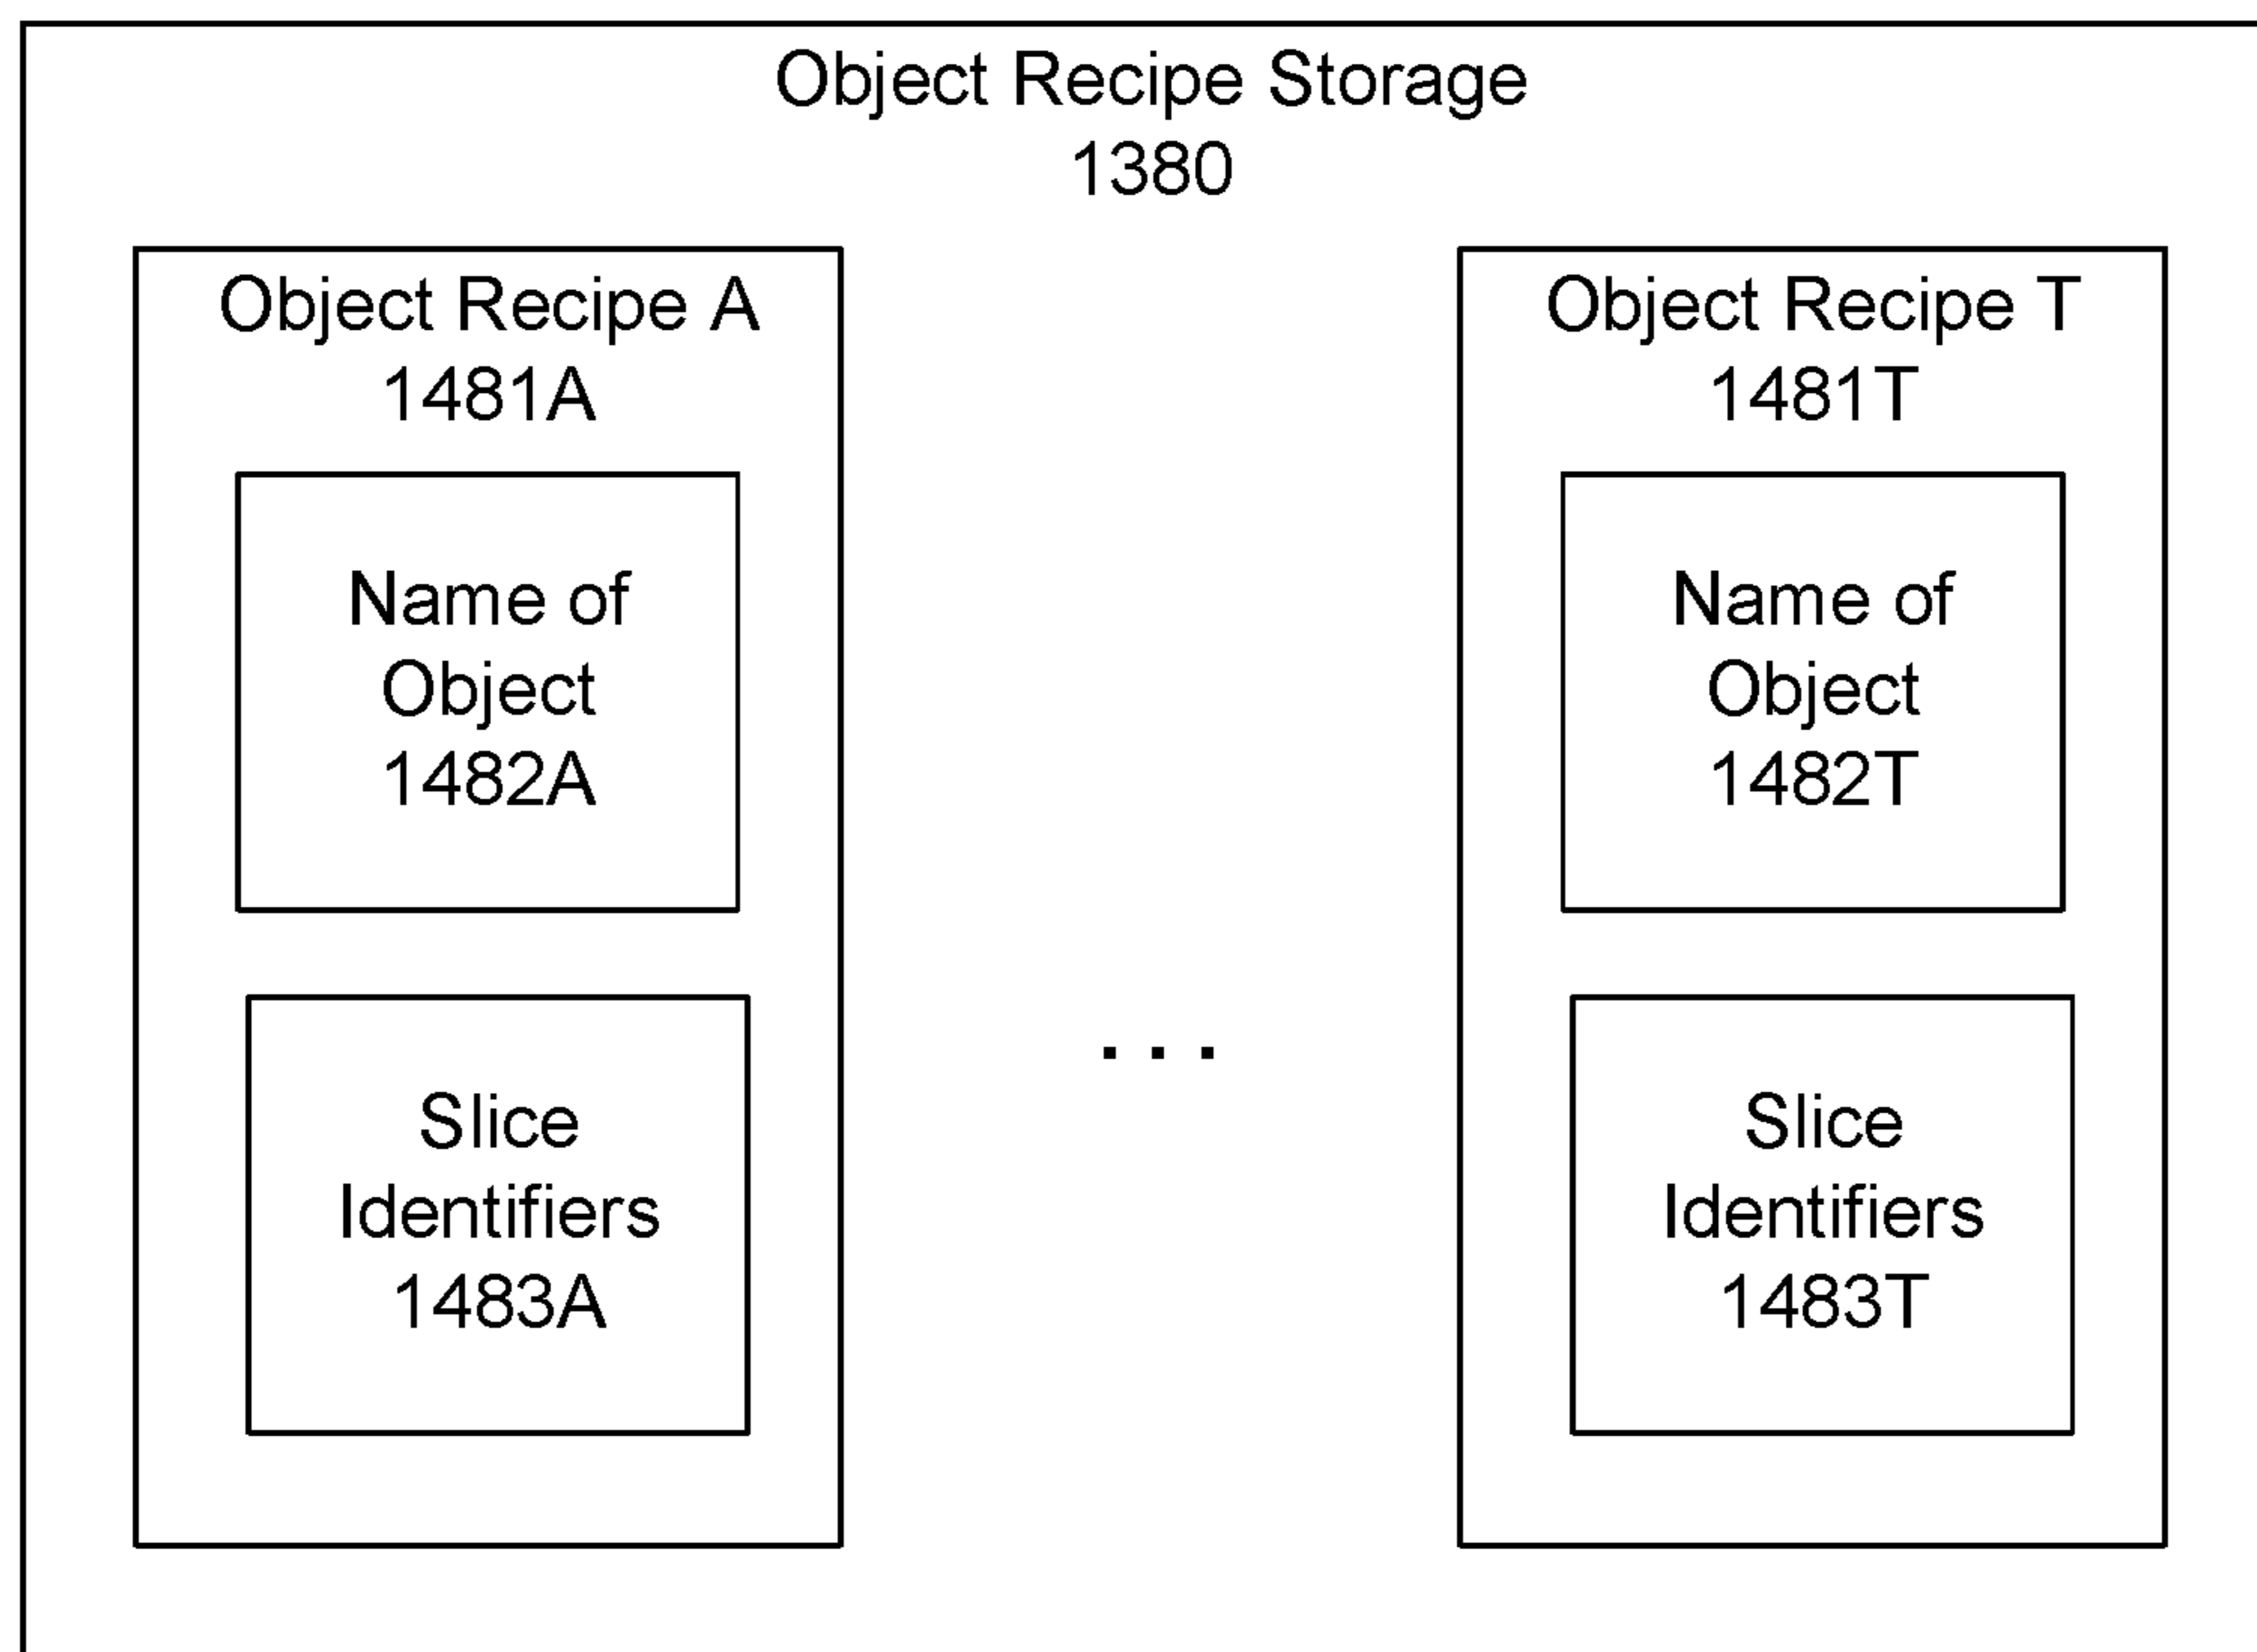 Object Recipe Storage
1380
Object Recipe A
1481A
Name of
Object
1482A
Slice
Identifiers
1483A
. . .
Object Recipe T
1481T
Name of
Object
1482T
Slice
Identifiers
1483T